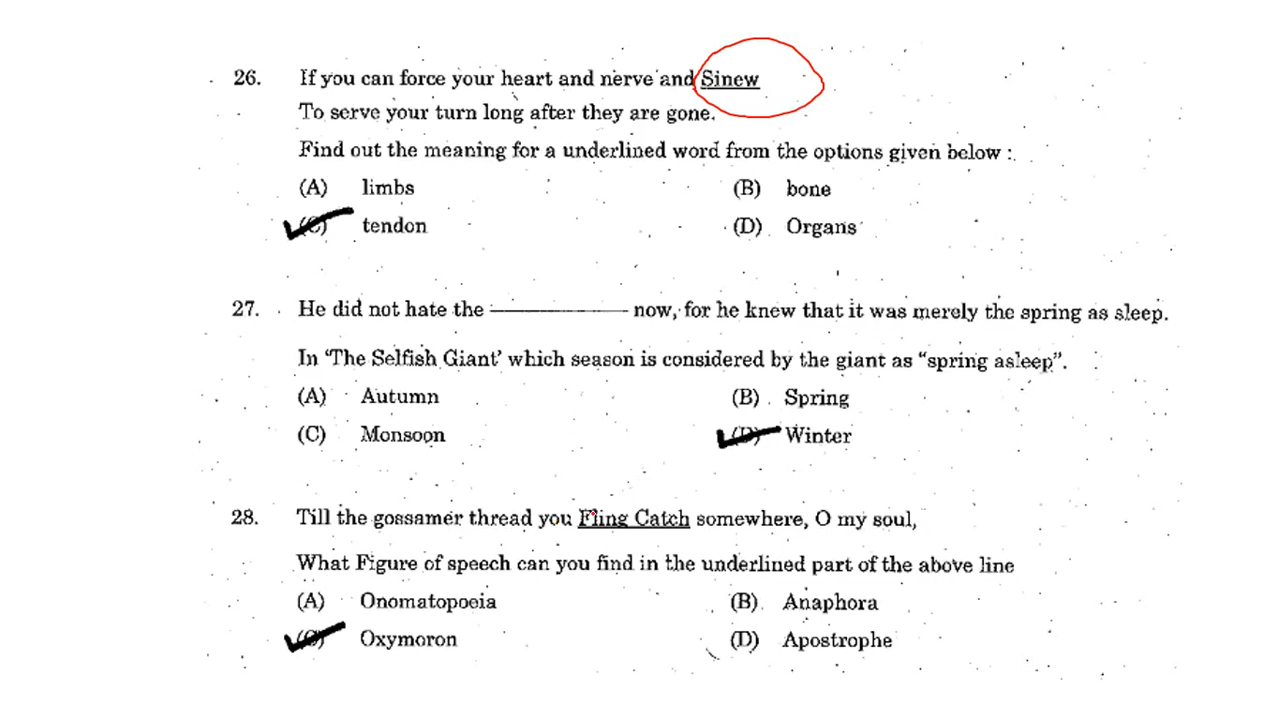 26. If you can force your heart and nerve and Sinew
To serve your turn long after they are gone.
Find out the meaning for a underlined word from the options given below :
(A) limbs (B) bone
(C) tendon (D) Organs
27. He did not hate the ―――― now, for he knew that it was merely the spring as sleep.
In 'The Selfish Giant' which season is considered by the giant as "spring asleep".
(A) Autumn (B) Spring
(C) Monsoon (D) Winter
28. Till the gossamer thread you Fling Catch somewhere, O my soul,
What Figure of speech can you find in the underlined part of the above line
(A) Onomatopoeia (B) Anaphora
(C) Oxymoron (D) Apostrophe